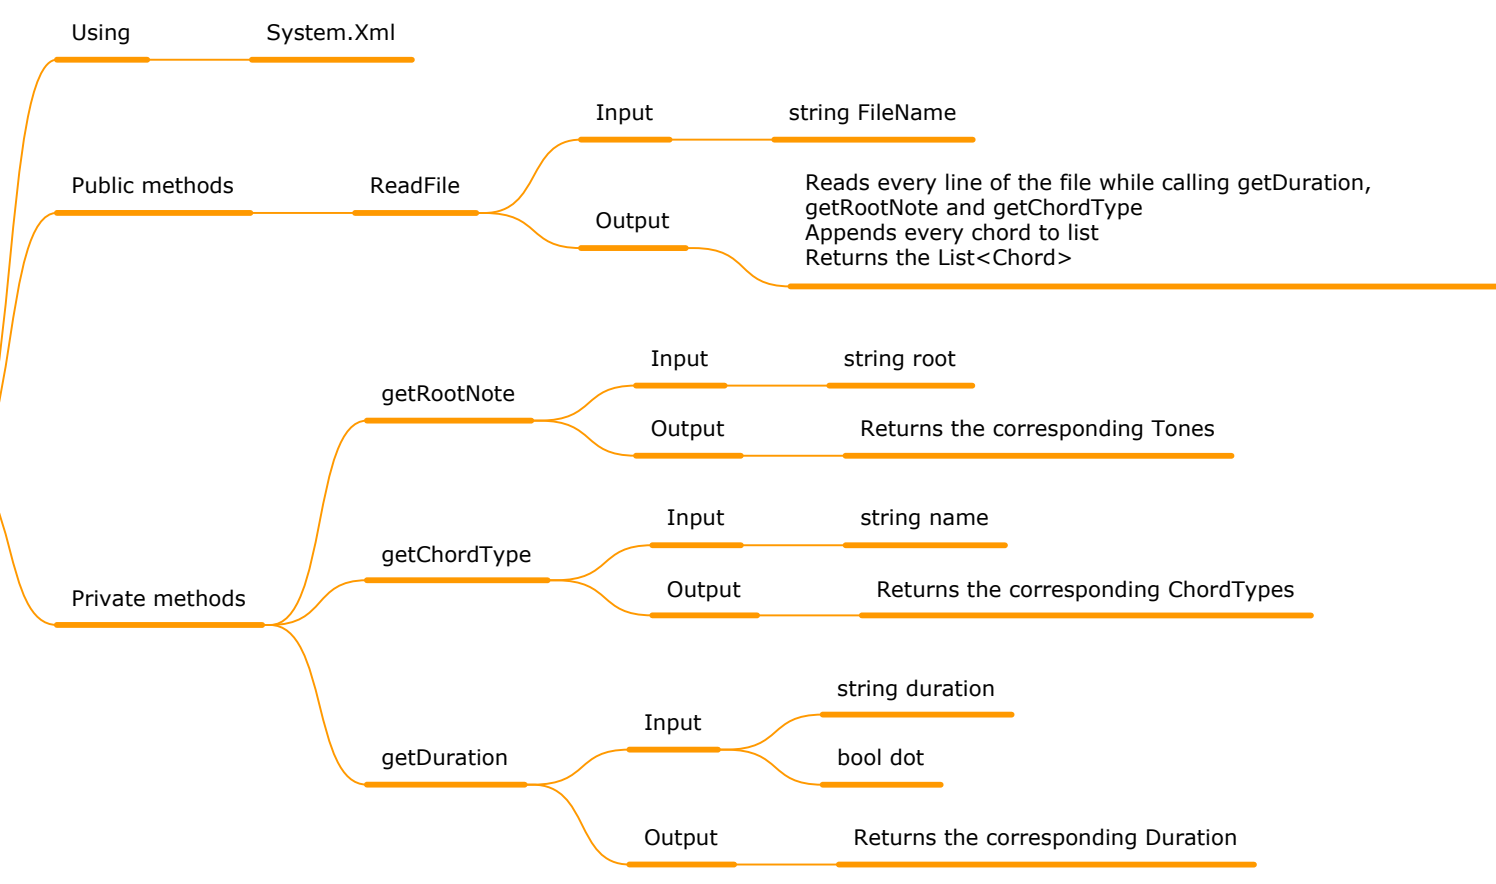 Using
System.Xml
Public methods
ReadFile
Input
string FileName
Output
Reads every line of the file while calling getDuration,
getRootNote and getChordType
Appends every chord to list
Returns the List<Chord>
Private methods
getRootNote
Input
string root
Output
Returns the corresponding Tones
getChordType
Input
string name
Output
Returns the corresponding ChordTypes
getDuration
Input
string duration
bool dot
Output
Returns the corresponding Duration